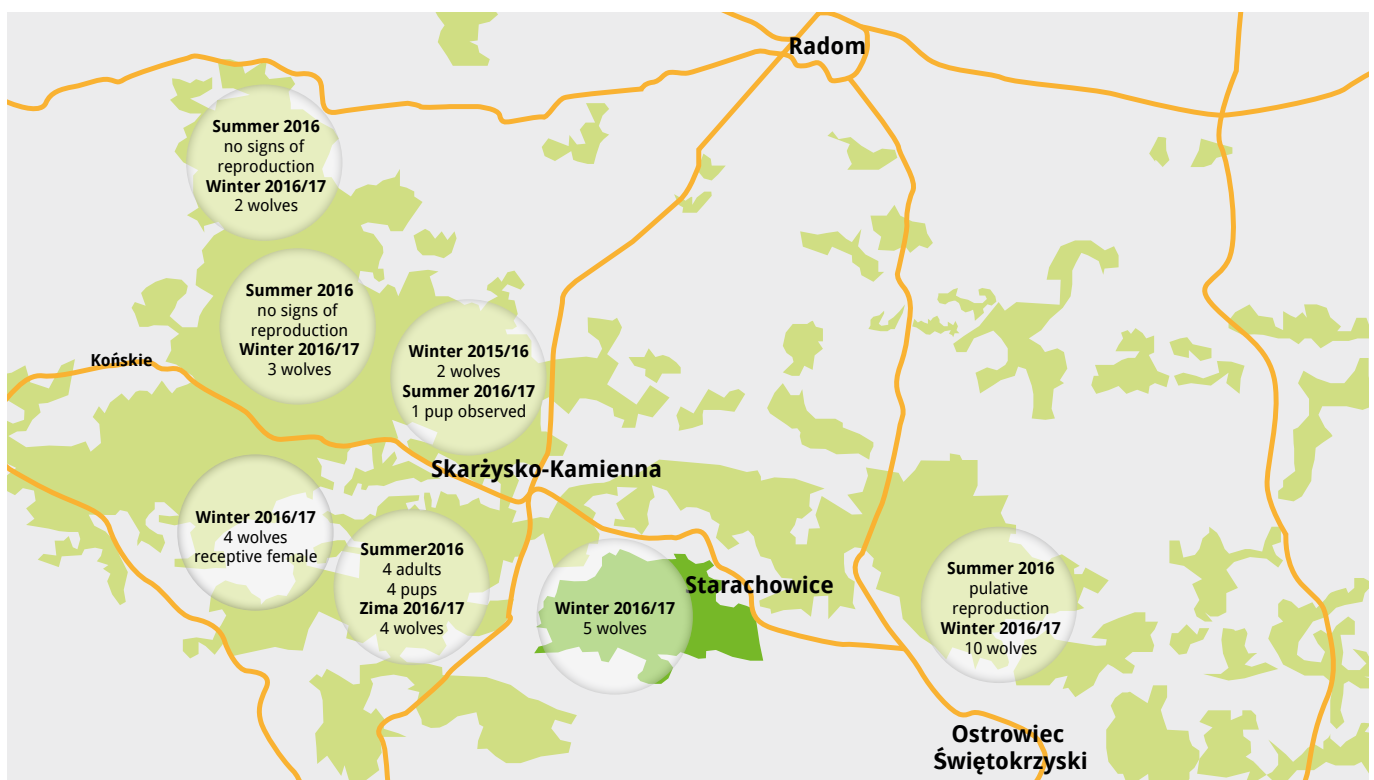 Radom
Summer 2016
no signs of
reproduction
Winter 2016/17
2 wolves
Summer 2016
no signs of
reproduction
Winter 2016/17
3 wolves
Końskie
Winter 2015/16
2 wolves
Summer 2016/17
1 pup observed
Skarżysko-Kamienna
Winter 2016/17
4 wolves
receptive female
Summer2016
4 adults
4 pups
Zima 2016/17
4 wolves
Winter 2016/17
5 wolves
Starachowice
Summer 2016
pulative
reproduction
Winter 2016/17
10 wolves
Ostrowiec
Świętokrzyski